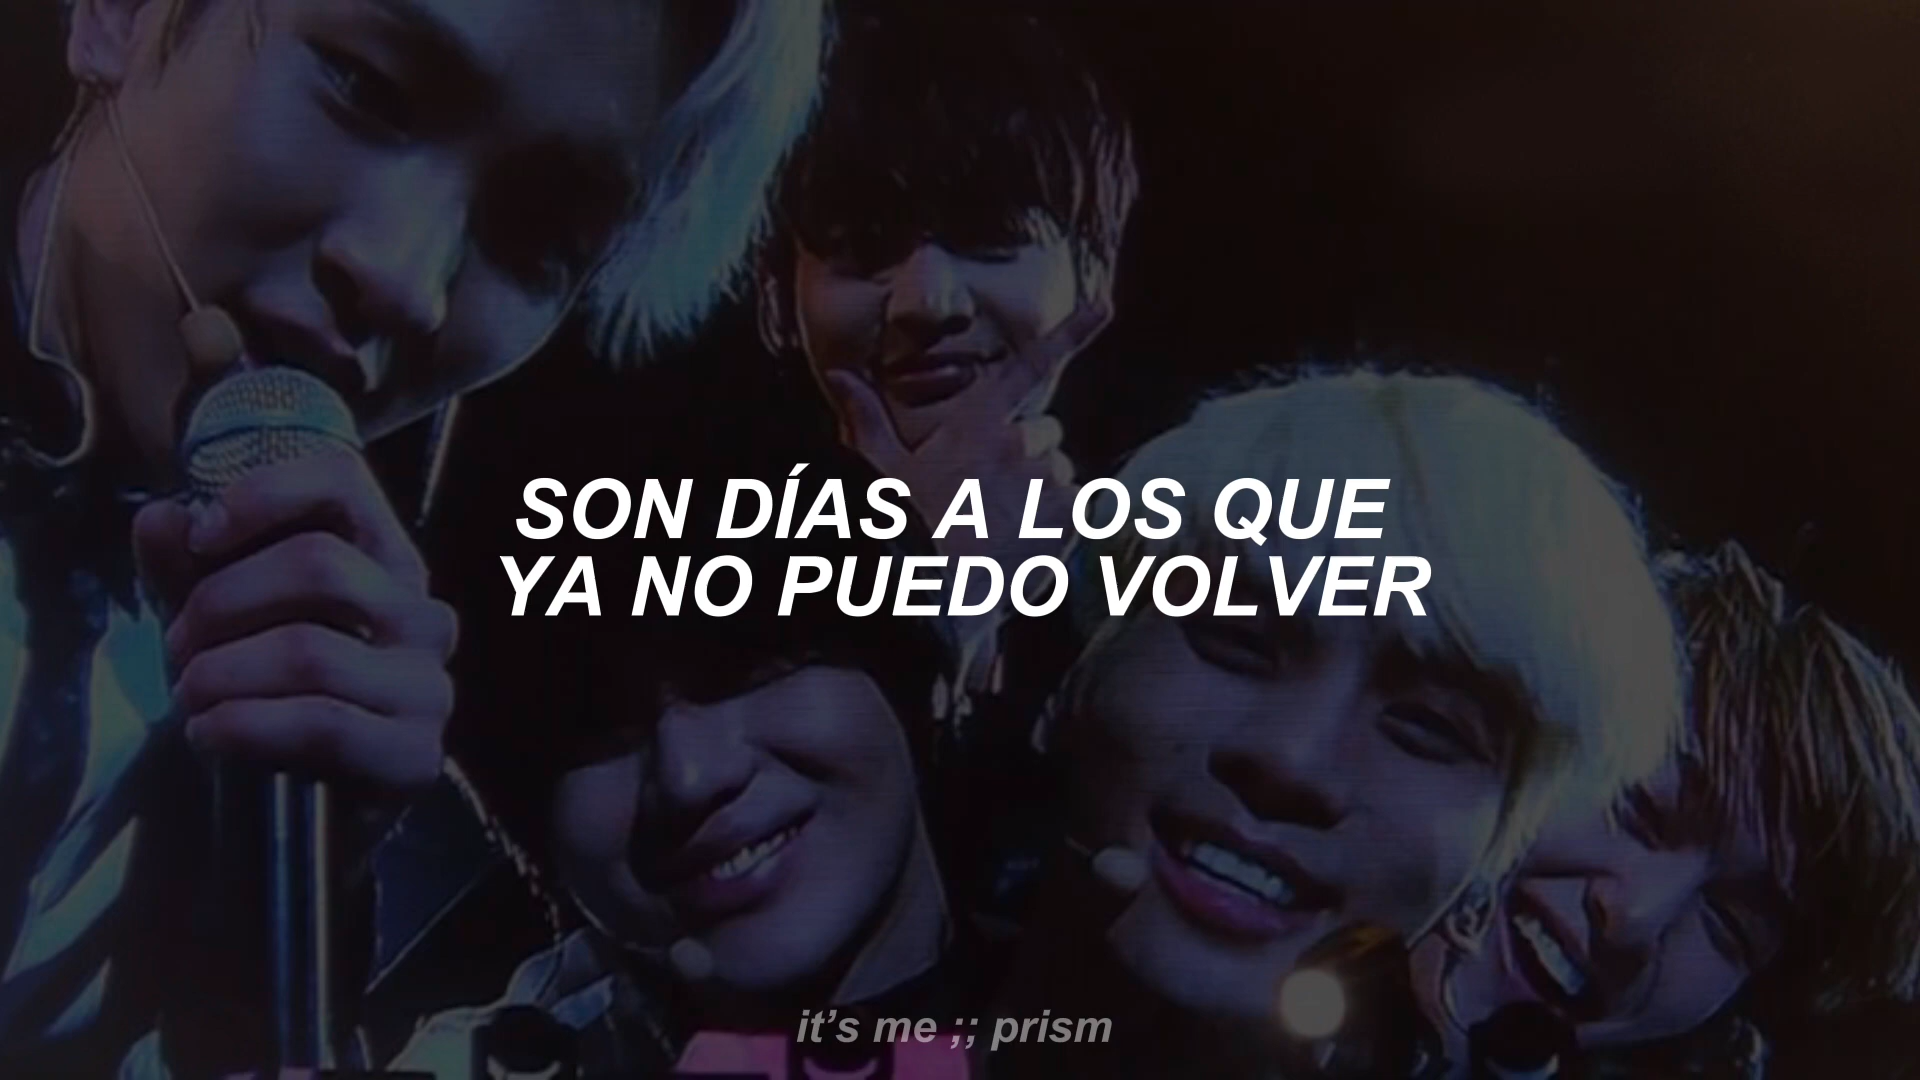 SON DÍAS A LOS QUE
YA NO PUEDO VOLVER
it’s me ;; prism